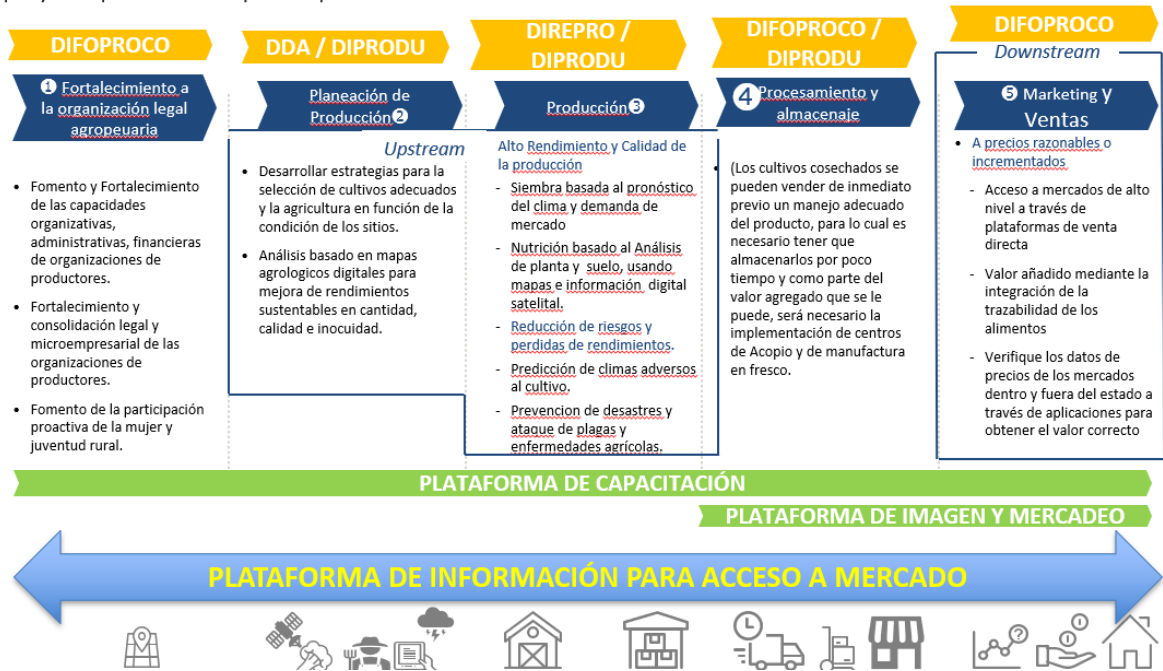 DIFOPROCO
❶ Fortalecimiento a
la organización legal
agropeuaria
• Fomento y Fortalecimiento
de las capacidades
organizativas,
administrativas, financieras
de organizaciones de
productores.
• Fortalecimiento y
consolidación legal y
microempresarial de las
organizaciones de
productores.
• Fomento de la participación
proactiva de la mujer y
juventud rural.
DDA / DIPRODU
Planeación de
Producción❷
Upstream
• Desarrollar estrategias para la
selección de cultivos adecuados
y la agricultura en función de la
condición de los sitios.
• Análisis basado en mapas
agrologicos digitales para
mejora de rendimientos
sustentables en cantidad,
calidad e inocuidad.
DIREPRO /
DIPRODU
Producción❸
Alto Rendimiento y Calidad de
la producción
- Siembra basada al pronóstico
del clima y demanda de
mercado
- Nutrición basado al Análisis
de planta y suelo, usando
mapas e información digital
satelital.
- Reducción de riesgos y
perdidas de rendimientos.
- Predicción de climas adversos
al cultivo.
- Prevencion de desastres y
ataque de plagas y
enfermedades agrícolas.
DIFOPROCO /
DIPRODU
❹Procesamiento y
almacenaje
• (Los cultivos cosechados se
pueden vender de inmediato
previo un manejo adecuado
del producto, para lo cual es
necesario tener que
almacenarlos por poco
tiempo y como parte del
valor agregado que se le
puede, será necesario la
implementación de centros
de Acopio y de manufactura
en fresco.
DIFOPROCO
Downstream
❺ Marketing y
Ventas
• A precios razonables o
incrementados
- Acceso a mercados de alto
nivel a través de
plataformas de venta
directa
- Valor añadido mediante la
integración de la
trazabilidad de los
alimentos
- Verifique los datos de
precios de los mercados
dentro y fuera del estado a
través de aplicaciones para
obtener el valor correcto
PLATAFORMA DE CAPACITACIÓN
PLATAFORMA DE IMAGEN Y MERCADEO
PLATAFORMA DE INFORMACIÓN PARA ACCESO A MERCADO